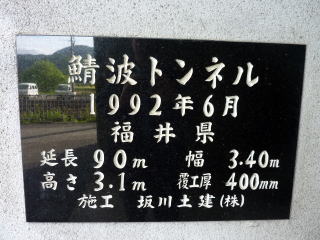 鯖波トンネル
1992年6月
福井県
延長 90m 幅 3.40m
高さ 3.1m 覆工厚 400mm
施工 坂川土建(株)